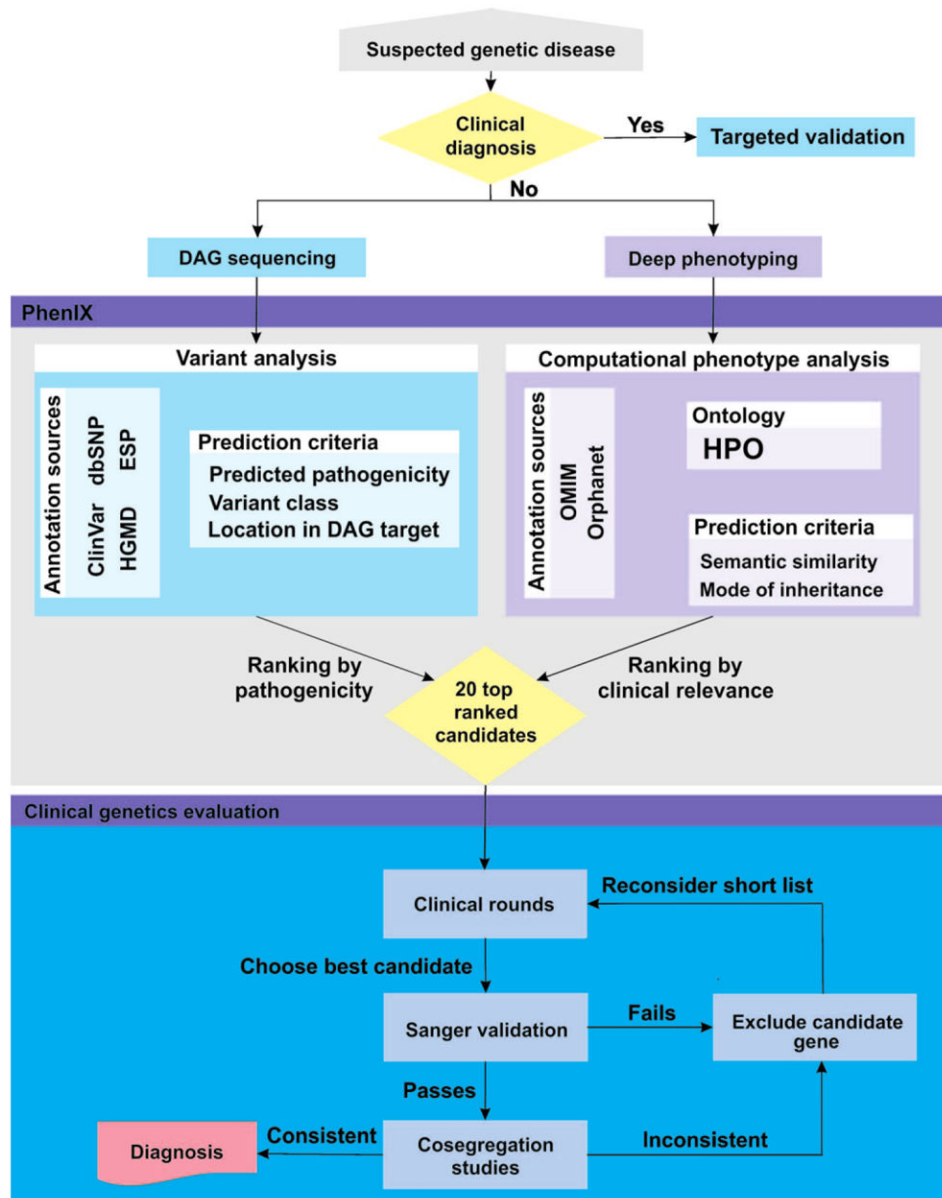 Suspected genetic disease
Clinical
diagnosis
Yes
Targeted validation
No
DAG sequencing
Deep phenotyping
PhenIX
Variant analysis
Annotation sources
ClinVar dbSNP
HGMD ESP
Prediction criteria
Predicted pathogenicity
Variant class
Location in DAG target
Computational phenotype analysis
Annotation sources
OMIM
Orphanet
Ontology
HPO
Prediction criteria
Semantic similarity
Mode of inheritance
Ranking by
pathogenicity
20 top
ranked
candidates
Ranking by
clinical relevance
Clinical genetics evaluation
Clinical rounds
Reconsider short list
Choose best candidate
Sanger validation
Fails
Exclude candidate
gene
Passes
Diagnosis
Consistent
Cosegregation
studies
Inconsistent